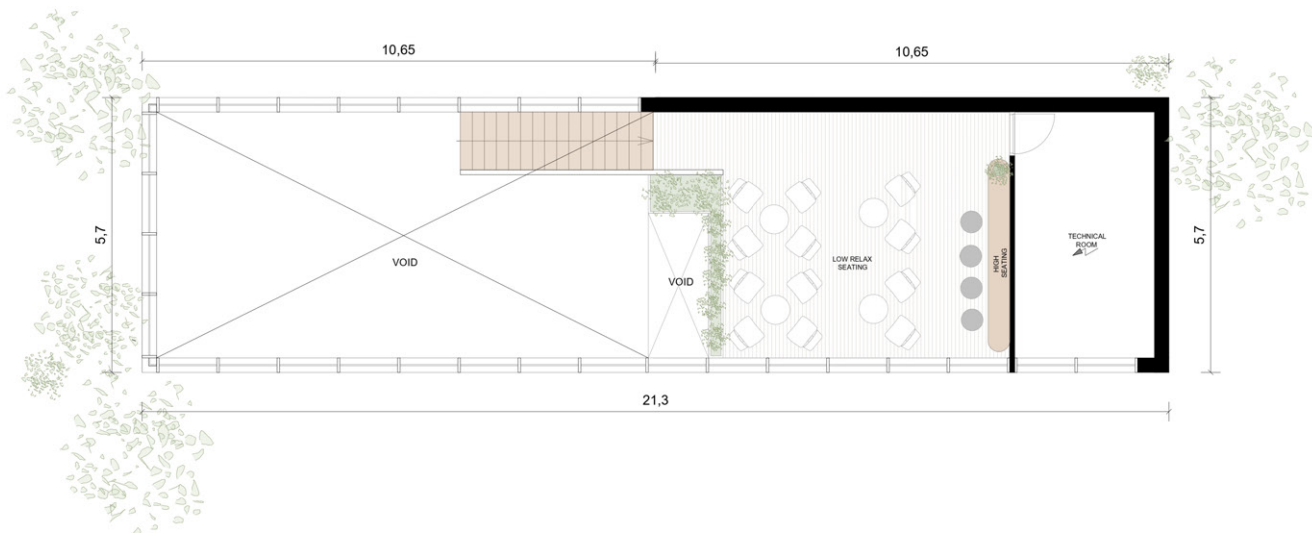 10,65
10,65
5,7
5,7
VOID
VOID
LOW RELAX
SEATING
HIGH
SEATING
TECHNICAL
ROOM
21,3